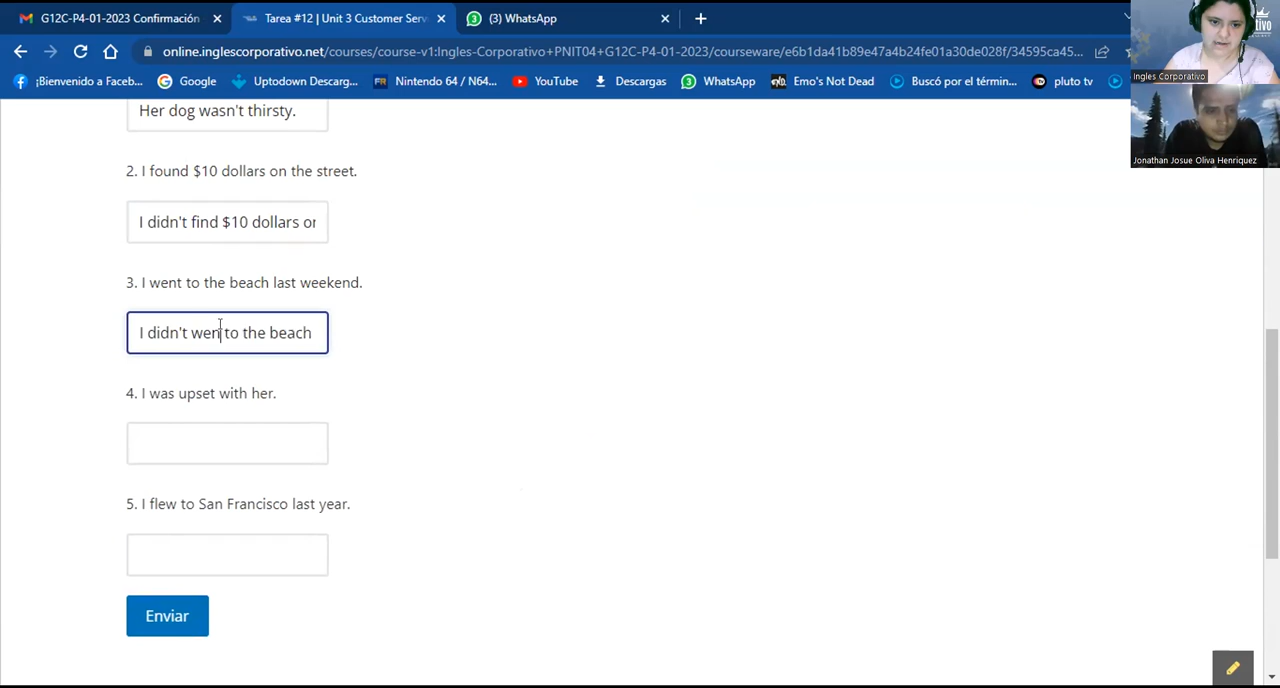 G12C-P4-01-2023 Confirmación
Tarea #12 | Unit 3 Customer Serv
(3) WhatsApp
online.inglescorporativo.net/courses/course-v1:Ingles-Corporativo+PNIT04+G12C-P4-01-2023/courseware/e6b1da41b89e47a4b24fe01a30de028f/34595ca45...
¡Bienvenido a Faceb...
Google
Uptodown Descarg...
Nintendo 64 / N64...
YouTube
Descargas
WhatsApp
Emo's Not Dead
Buscó por el términ...
pluto tv
Ingles Corporativo
Jonathan Josue Oliva Henriquez
Her dog wasn't thirsty.
2. I found $10 dollars on the street.
I didn't find $10 dollars or
3. I went to the beach last weekend.
I didn't wen to the beach
4. I was upset with her.
5. I flew to San Francisco last year.
Enviar